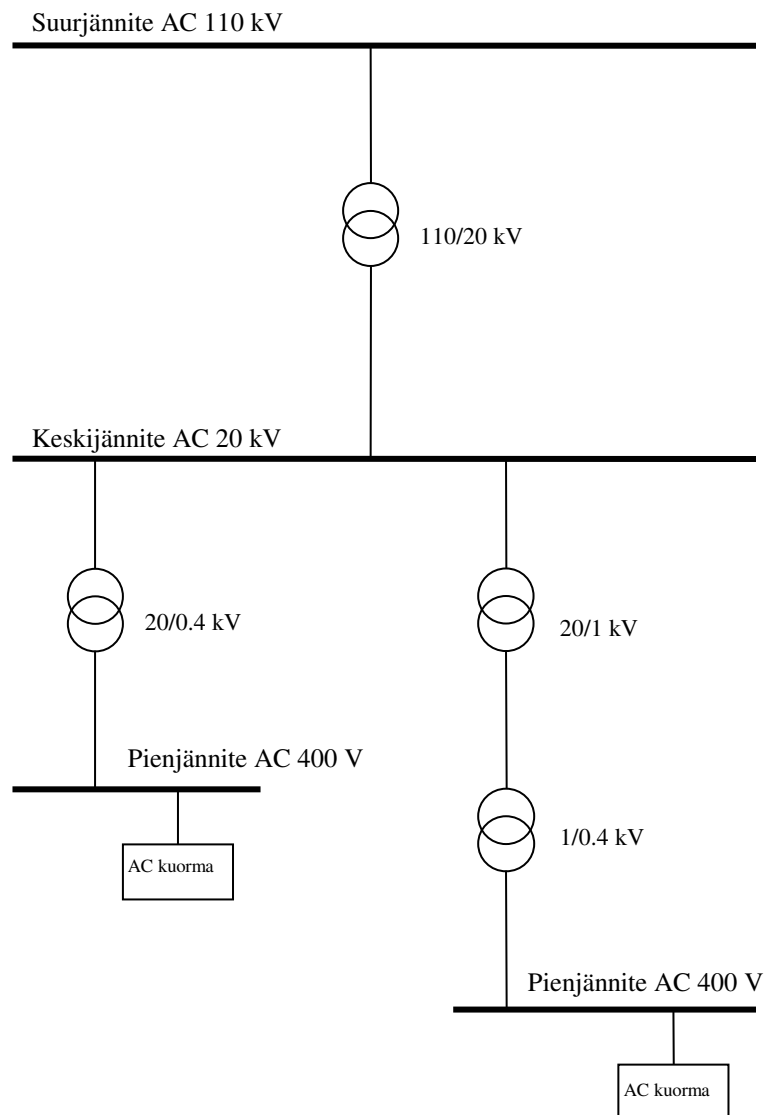 Suurjännite AC 110 kV
110/20 kV
Keskijännite AC 20 kV
20/0.4 kV
20/1 kV
Pienjännite AC 400 V
1/0.4 kV
AC kuorma
Pienjännite AC 400 V
AC kuorma